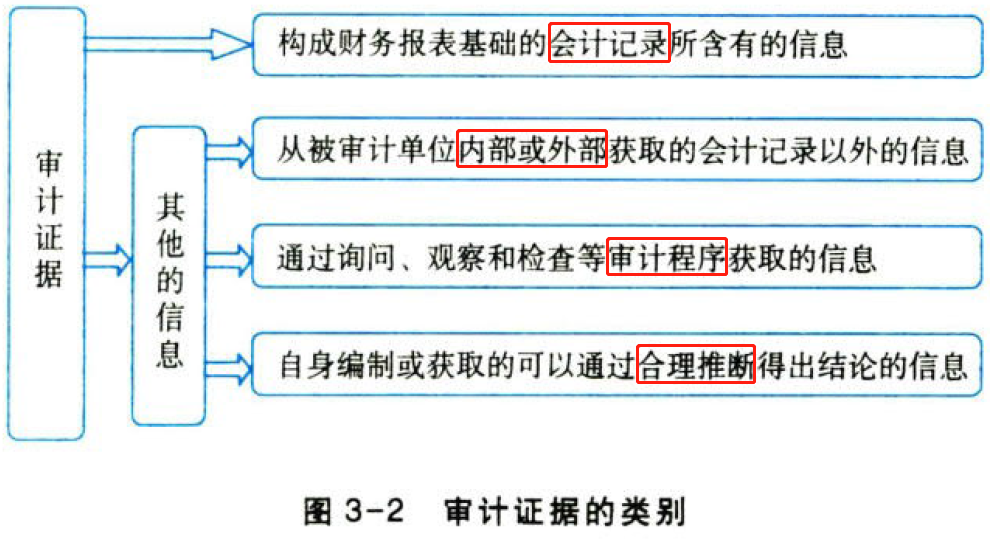 审计证据
构成财务报表基础的会计记录所含有的信息
其他的信息
从被审计单位内部或外部获取的会计记录以外的信息
通过询问、观察和检查等审计程序获取的信息
自身编制或获取的可以通过合理推断得出结论的信息
图 3-2 审计证据的类别